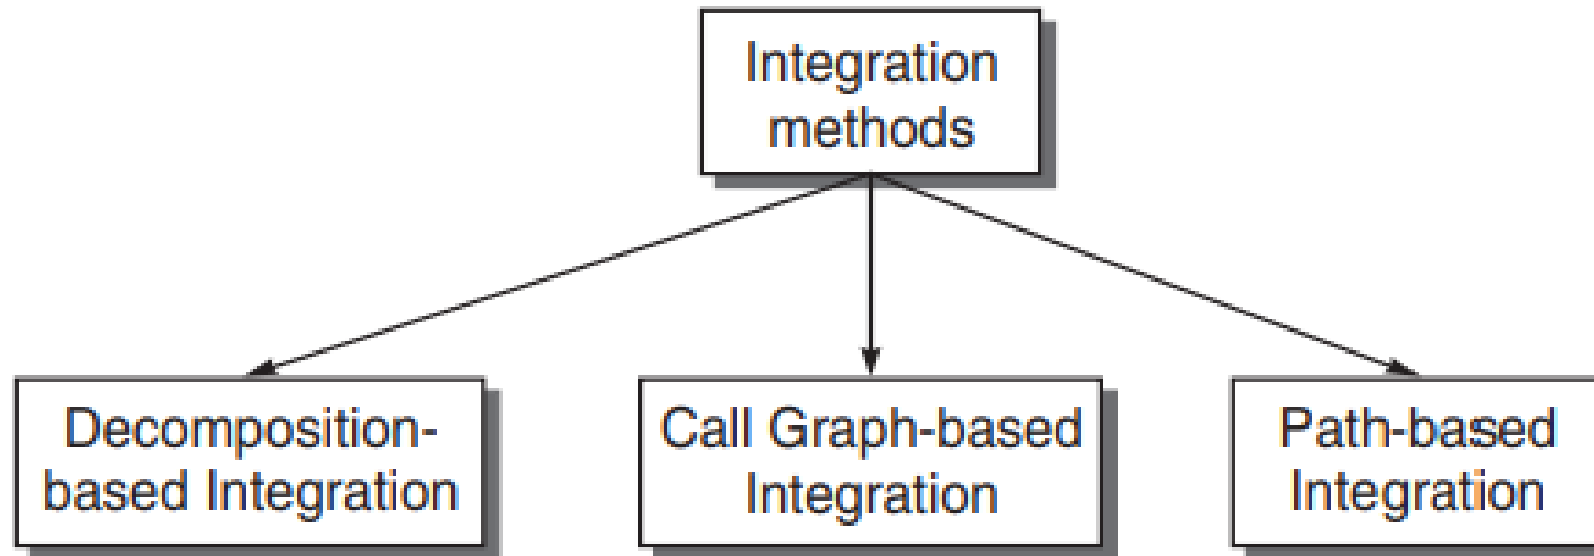 Integration
methods
Decomposition-
based Integration
Call Graph-based
Integration
Path-based
Integration